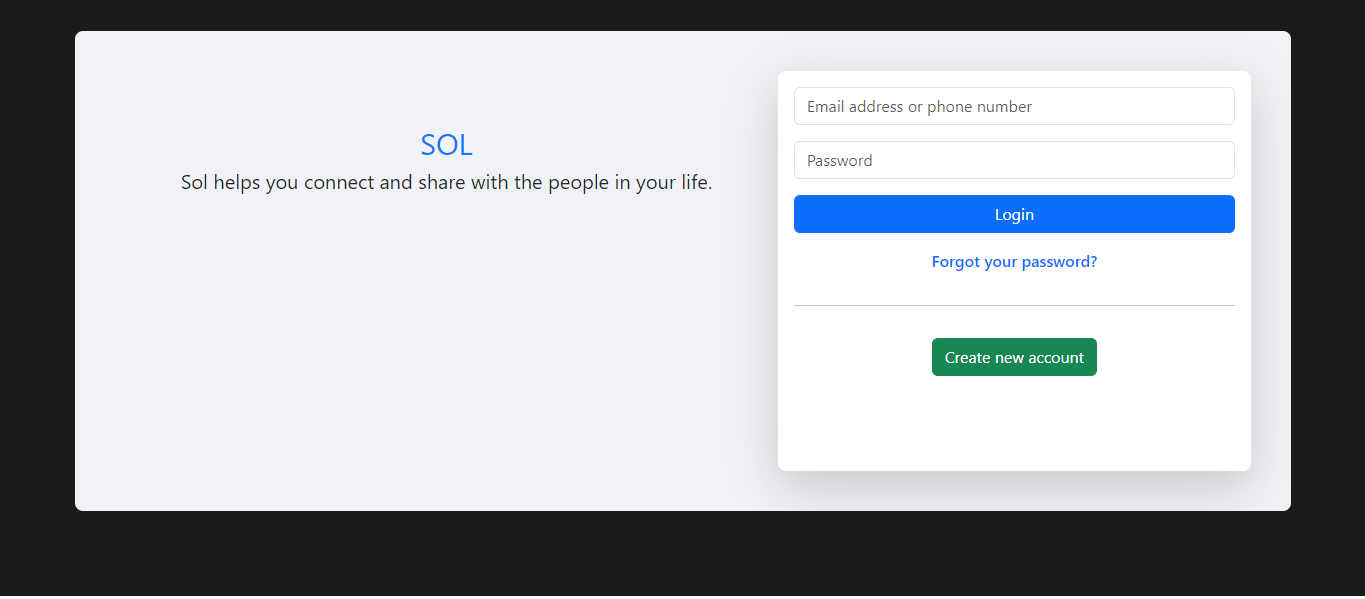 SOL
Sol helps you connect and share with the people in your life.
Email address or phone number
Password
Login
Forgot your password?
Create new account